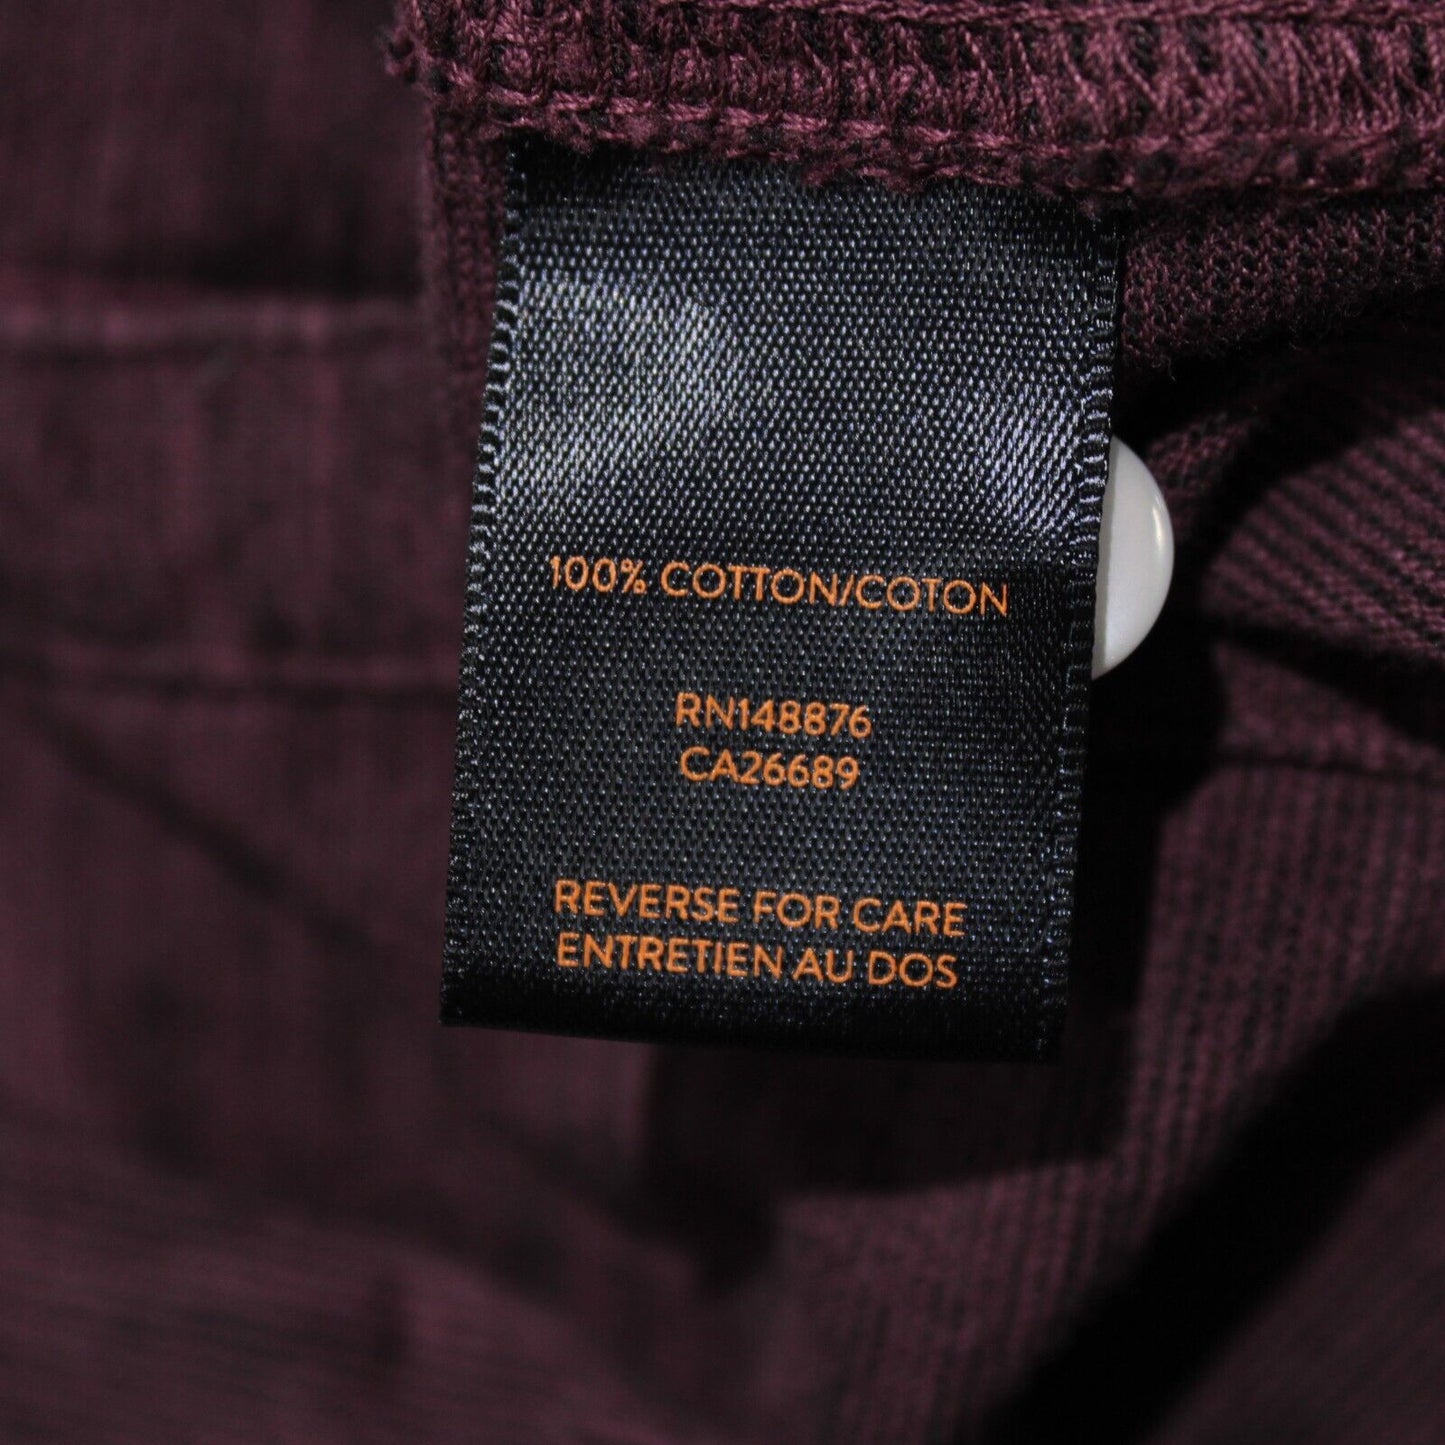 100% COTTON/COTON
RN148876
CA26689
REVERSE FOR CARE
ENTRETIEN AU DOS